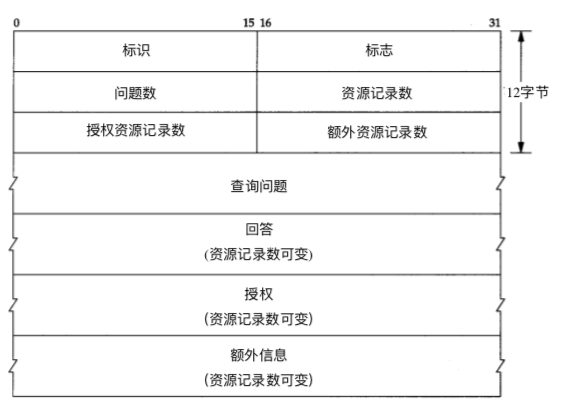 0 15 16 31
标识 标志
问题数 资源记录数 12字节
授权资源记录数 额外资源记录数
查询问题
回答
(资源记录数可变)
授权
(资源记录数可变)
额外信息
(资源记录数可变)